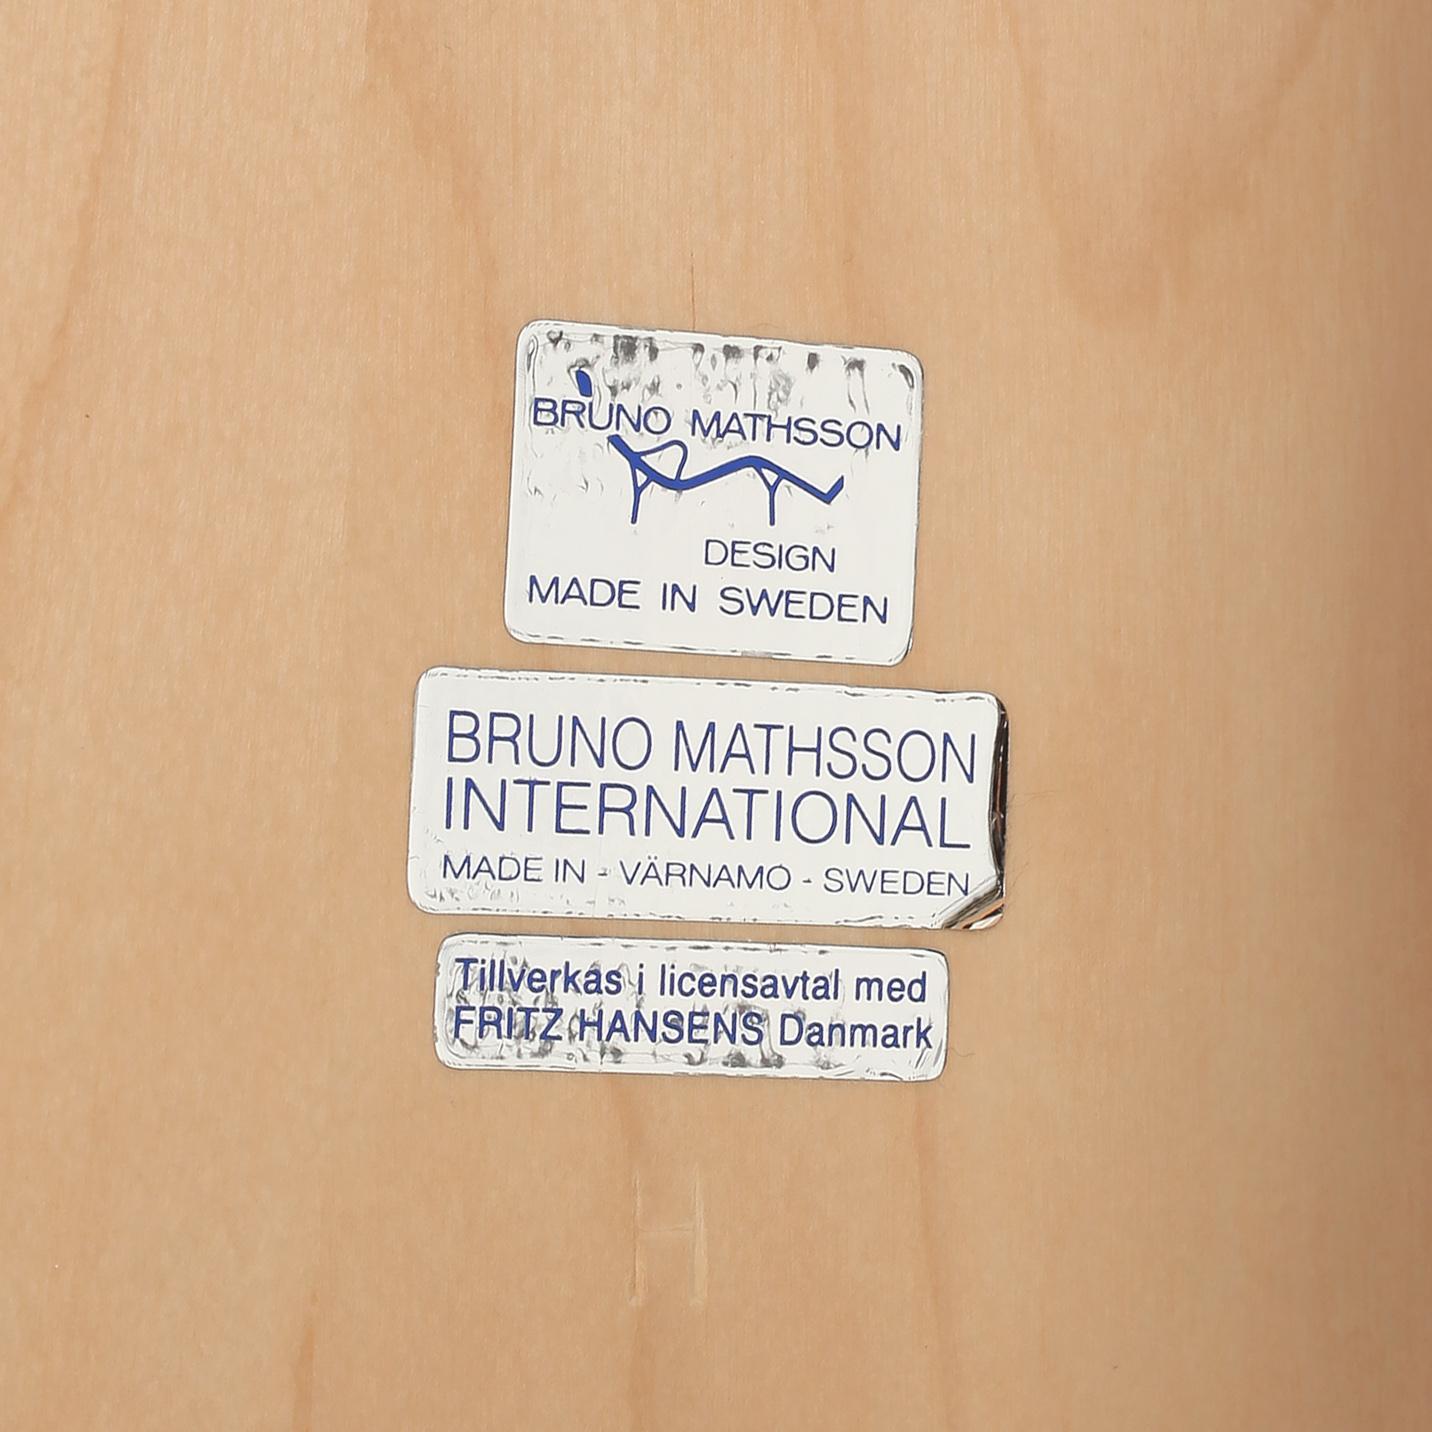 BRUNO MATHSSON
DESIGN
MADE IN SWEDEN
BRUNO MATHSSON
INTERNATIONAL
MADE IN - VÄRNAMO - SWEDEN
Tillverkas i licensavtal med
FRITZ HANSENS Danmark